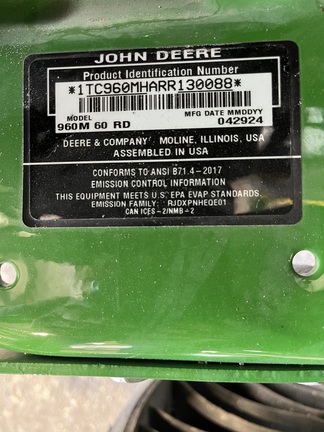 JOHN DEERE
Product Identification Number
*1TC960MHARR130088*
MODEL MFG DATE MMDDYY
960M 60 RD 042924
DEERE & COMPANY MOLINE, ILLINOIS, USA
ASSEMBLED IN USA
CONFORMS TO ANSI B71.4-2017
EMISSION CONTROL INFORMATION
THIS EQUIPMENT MEETS U.S. EPA EVAP STANDARDS.
EMISSION FAMILY: RJDXPNHEQE01
CAN ICES-2/NMB-2